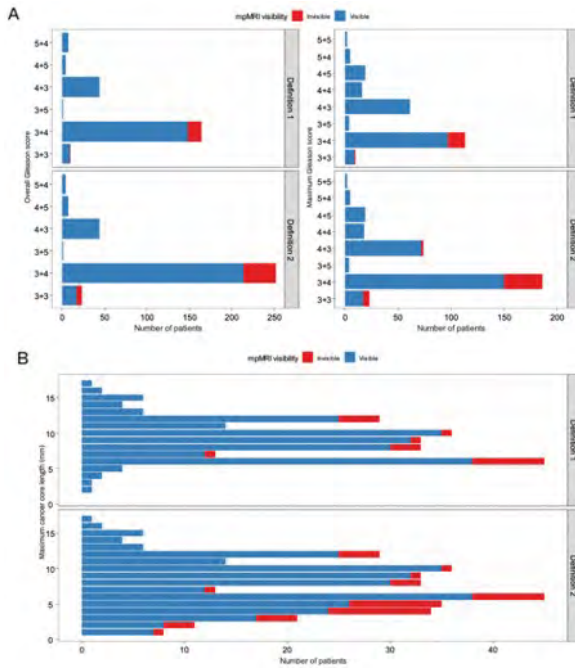 A
mpMRI visibility Invisible Visible
mpMRI visibility Invisible Visible
Overall Gleason score
5+4
4+5
4+3
3+5
3+4
3+3
Definition 1
5+4
4+5
4+3
3+5
3+4
3+3
Definition 2
0 50 100 150 200 250
Number of patients
Maximum Gleason score
5+5
5+4
4+5
4+4
4+3
3+5
3+4
3+3
Definition 1
5+5
5+4
4+5
4+4
4+3
3+5
3+4
3+3
Definition 2
0 50 100 150 200
Number of patients
B
mpMRI visibility Invisible Visible
Maximum cancer core length (mm)
15
10
5
0
Definition 1
15
10
5
0
Definition 2
0 10 20 30 40
Number of patients